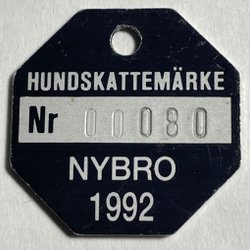 HUNDSKATTEMÄRKE
Nr 00080
NYBRO
1992